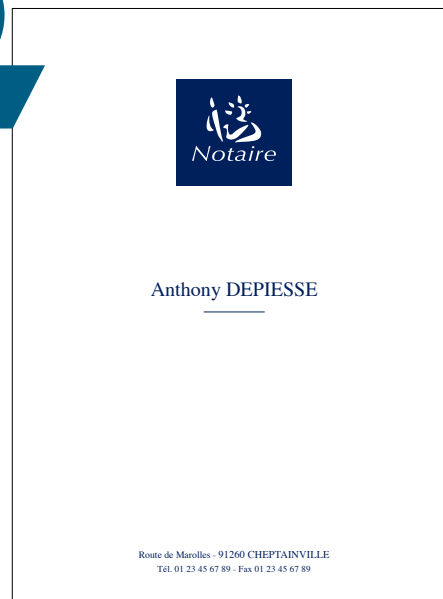 Notaire
Anthony DEPIESSE
Route de Marolles - 91260 CHEPTAINVILLE
Tél. 01 23 45 67 89 - Fax 01 23 45 67 89